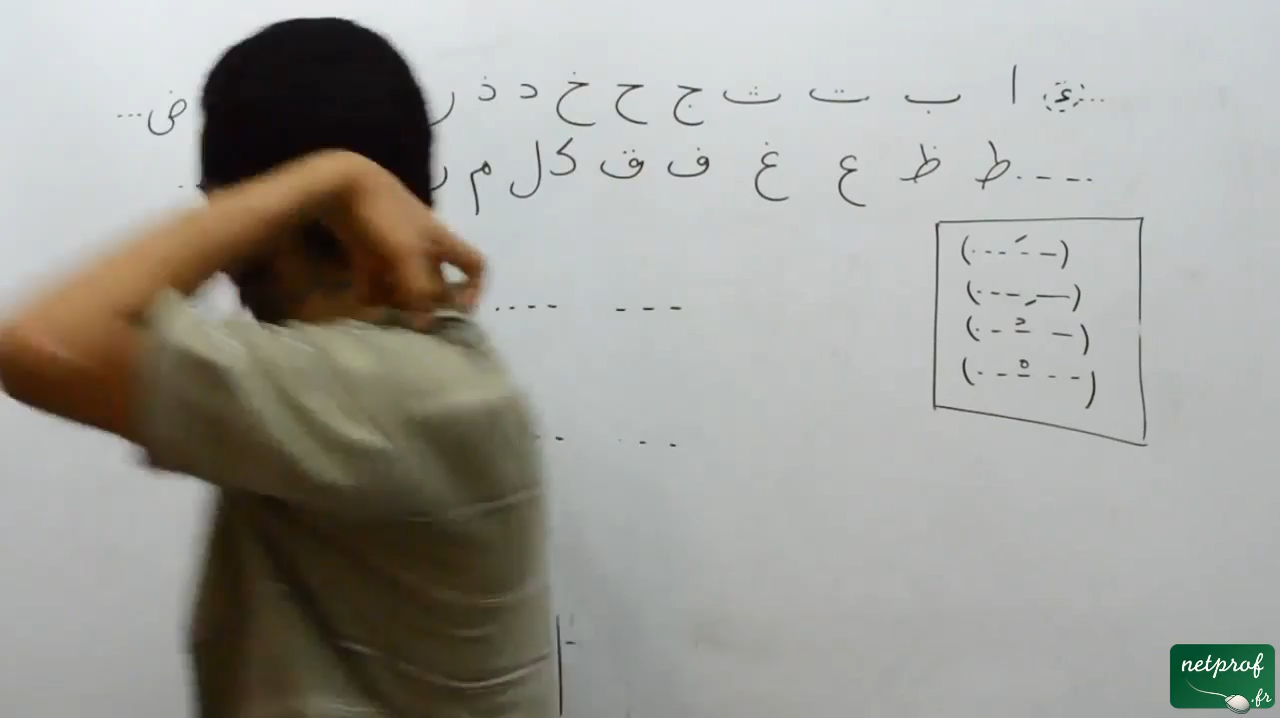 ...ء ا ب ت ث ج ح خ د ذ ر ض...
ط ظ ع غ ف ق ك ل م
(---َ-–)
(---ِ—)
(--ُ–)
(--ْ--)
netprof
.fr